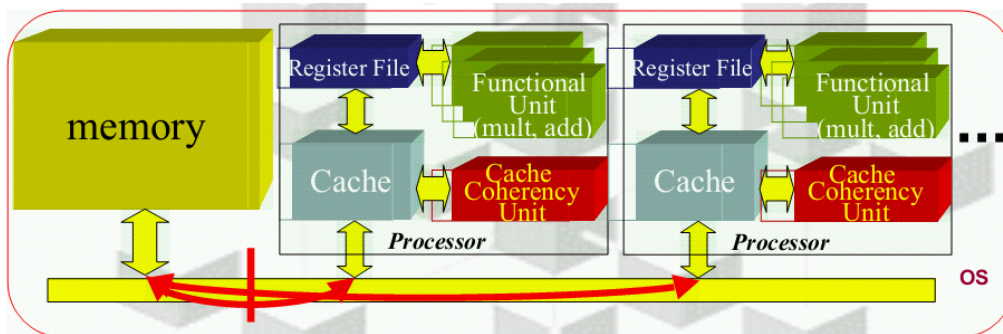 memory
Register File
Functional
Unit
(mult, add)
Cache
Cache
Coherency
Unit
Processor
Register File
Functional
Unit
(mult, add)
Cache
Cache
Coherency
Unit
Processor
...
OS